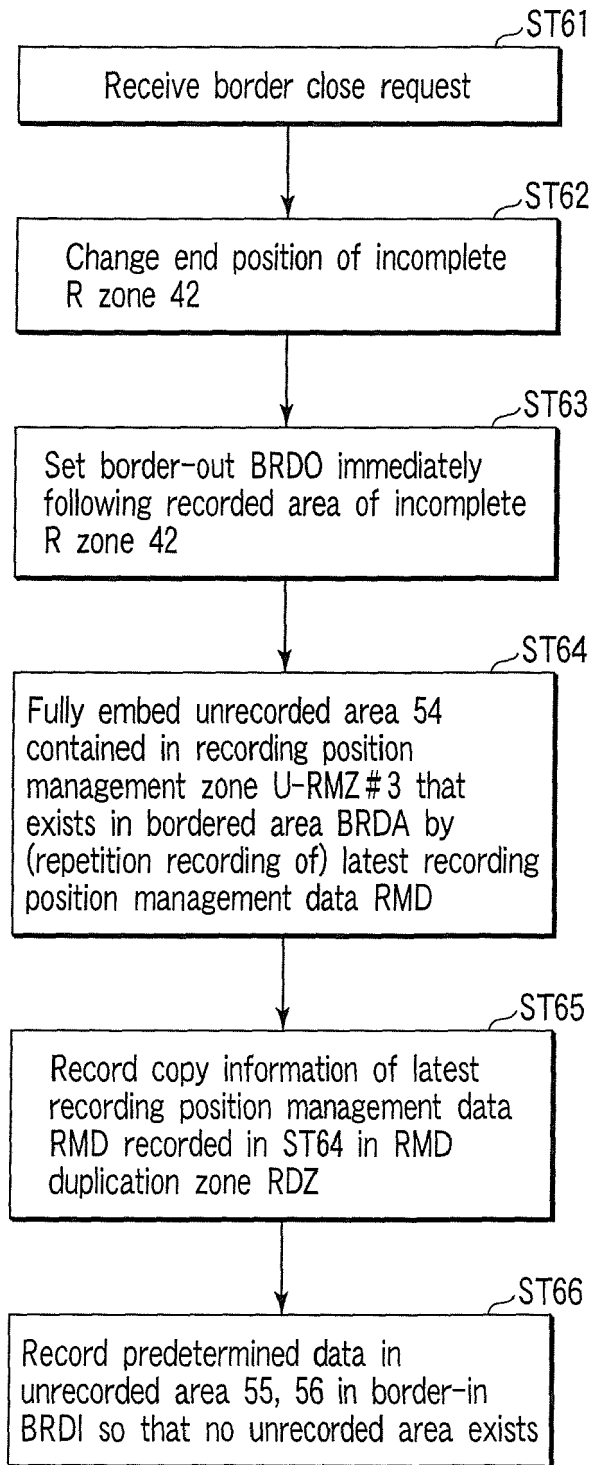 ST61
Receive border close request
ST62
Change end position of incomplete
R zone 42
ST63
Set border-out BRDO immediately
following recorded area of incomplete
R zone 42
ST64
Fully embed unrecorded area 54
contained in recording position
management zone U-RMZ#3 that
exists in bordered area BRDA by
(repetition recording of) latest recording
position management data RMD
ST65
Record copy information of latest
recording position management data
RMD recorded in ST64 in RMD
duplication zone RDZ
ST66
Record predetermined data in
unrecorded area 55, 56 in border-in
BRDI so that no unrecorded area exists